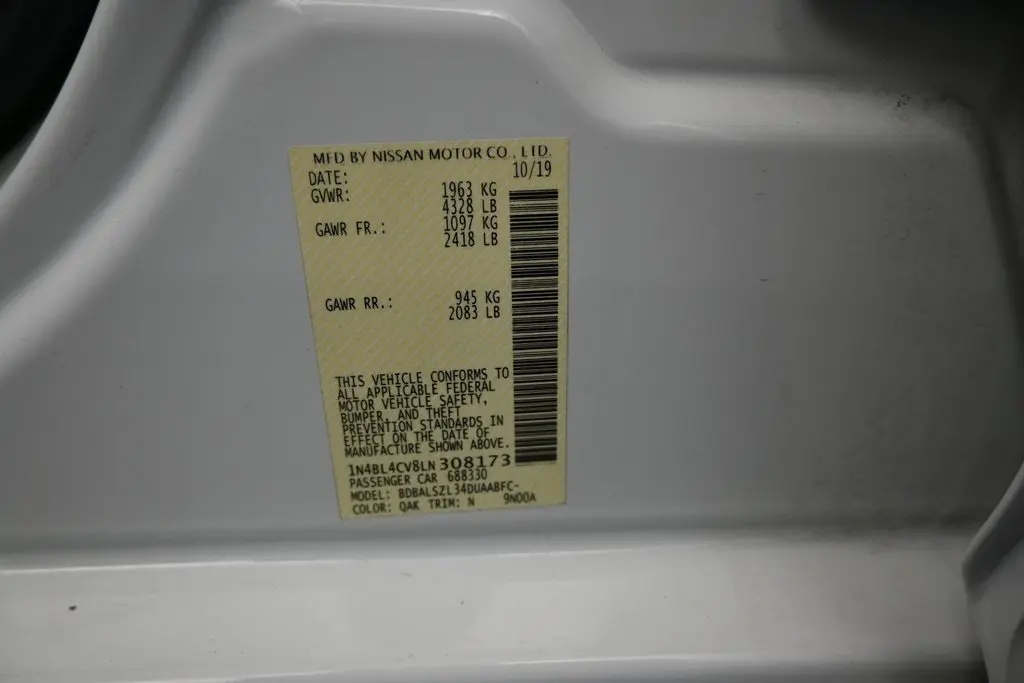 MFD BY NISSAN MOTOR CO., LTD.
DATE: 10/19
GVWR: 1963 KG
4328 LB
GAWR FR.: 1097 KG
2418 LB
GAWR RR.: 945 KG
2083 LB
THIS VEHICLE CONFORMS TO
ALL APPLICABLE FEDERAL
MOTOR VEHICLE SAFETY,
BUMPER, AND THEFT
PREVENTION STANDARDS IN
EFFECT ON THE DATE OF
MANUFACTURE SHOWN ABOVE.
1N4BL4CV8LN308173
PASSENGER CAR 688330
MODEL: BDBALSZL34DUAABFC-
COLOR: QAK TRIM: N 9N00A